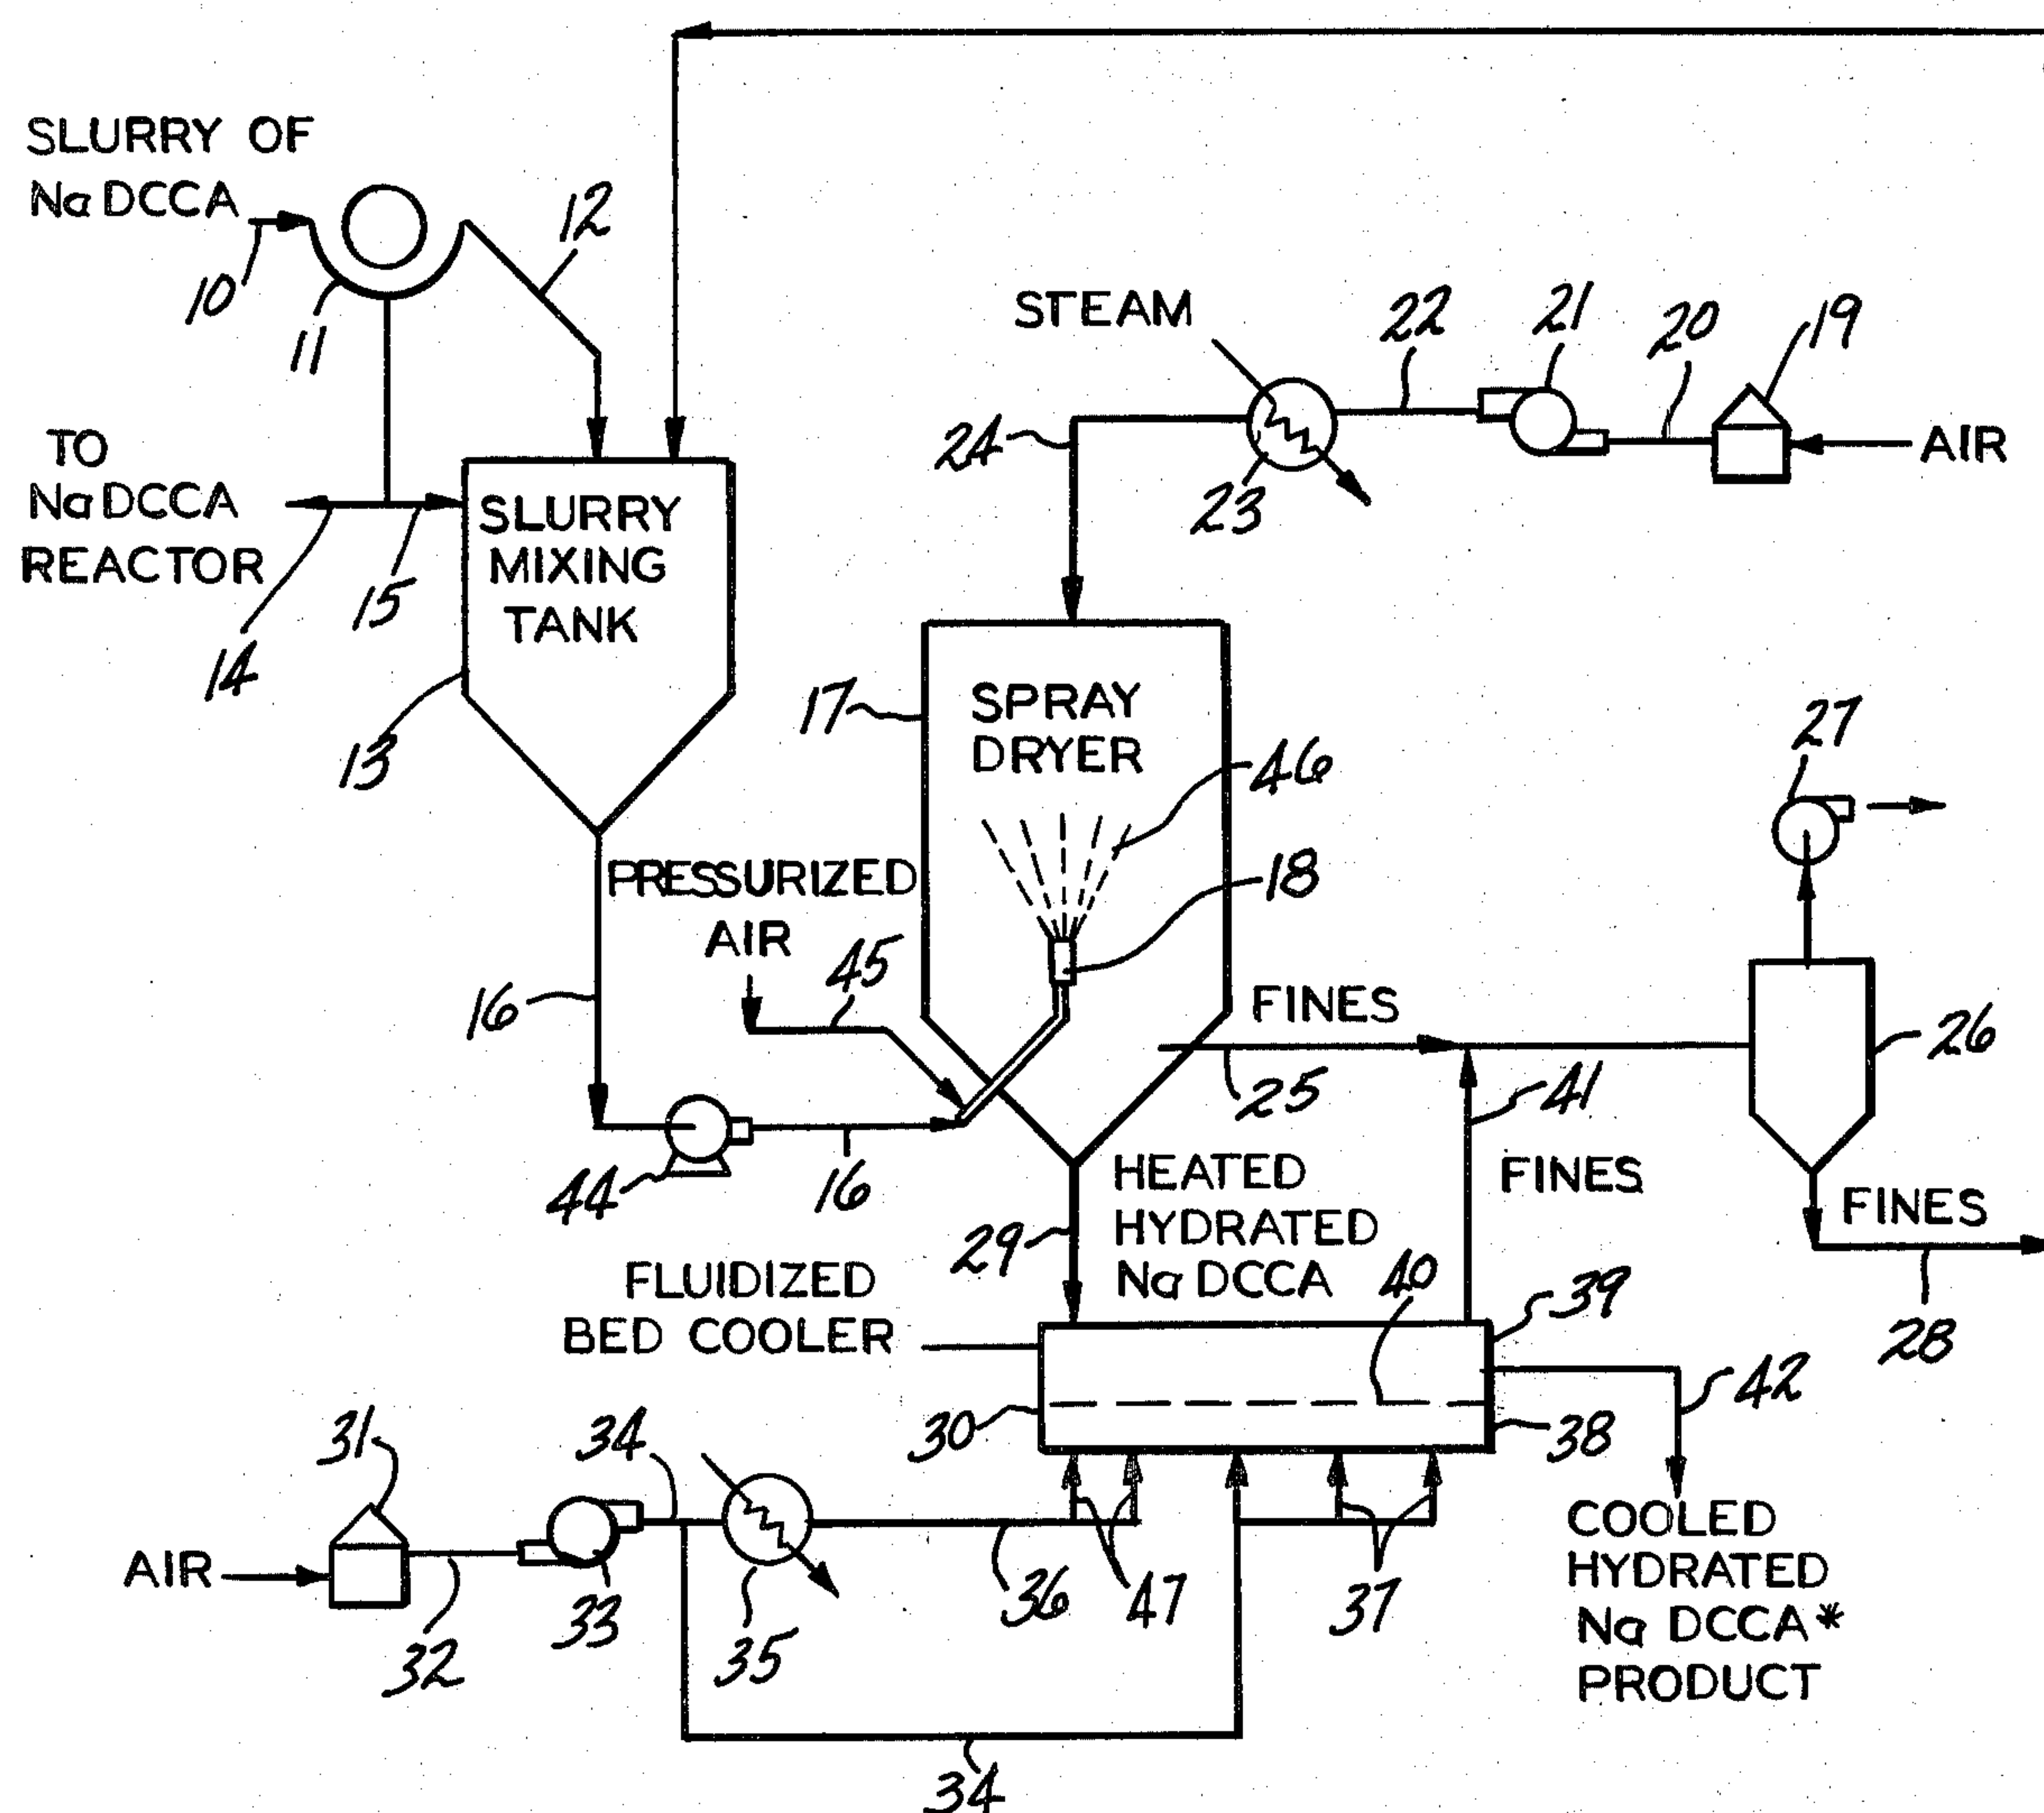 SLURRY OF
Na DCCA
10
11
12
TO
Na DCCA
REACTOR
14
15
SLURRY
MIXING
TANK
13
STEAM
22
21
20
19
AIR
24
23
17
SPRAY
DRYER
46
18
PRESSURIZED
AIR
45
16
44
16
FINES
25
27
26
41
FINES
FINES
28
29
HEATED
HYDRATED
Na DCCA
40
FLUIDIZED
BED COOLER
39
42
30
38
31
34
AIR
32
33
35
36
47
37
34
COOLED
HYDRATED
Na DCCA*
PRODUCT